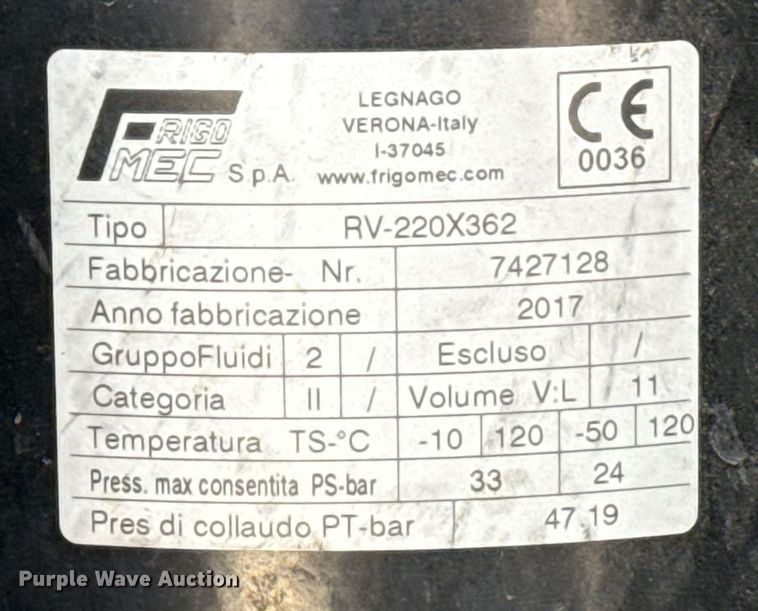 FRIGO
MEC S.p.A.
LEGNAGO
VERONA-Italy
I-37045
www.frigomec.com
CE
0036
Tipo / RV-220X362
Fabbricazione- Nr. 7427128
Anno fabbricazione 2017
GruppoFluidi 2 / Escluso /
Categoria II / Volume V:L 11
Temperatura TS-°C -10 120 -50 120
Press. max consentita PS-bar 33 24
Pres di collaudo PT-bar 47.19
Purple Wave Auction